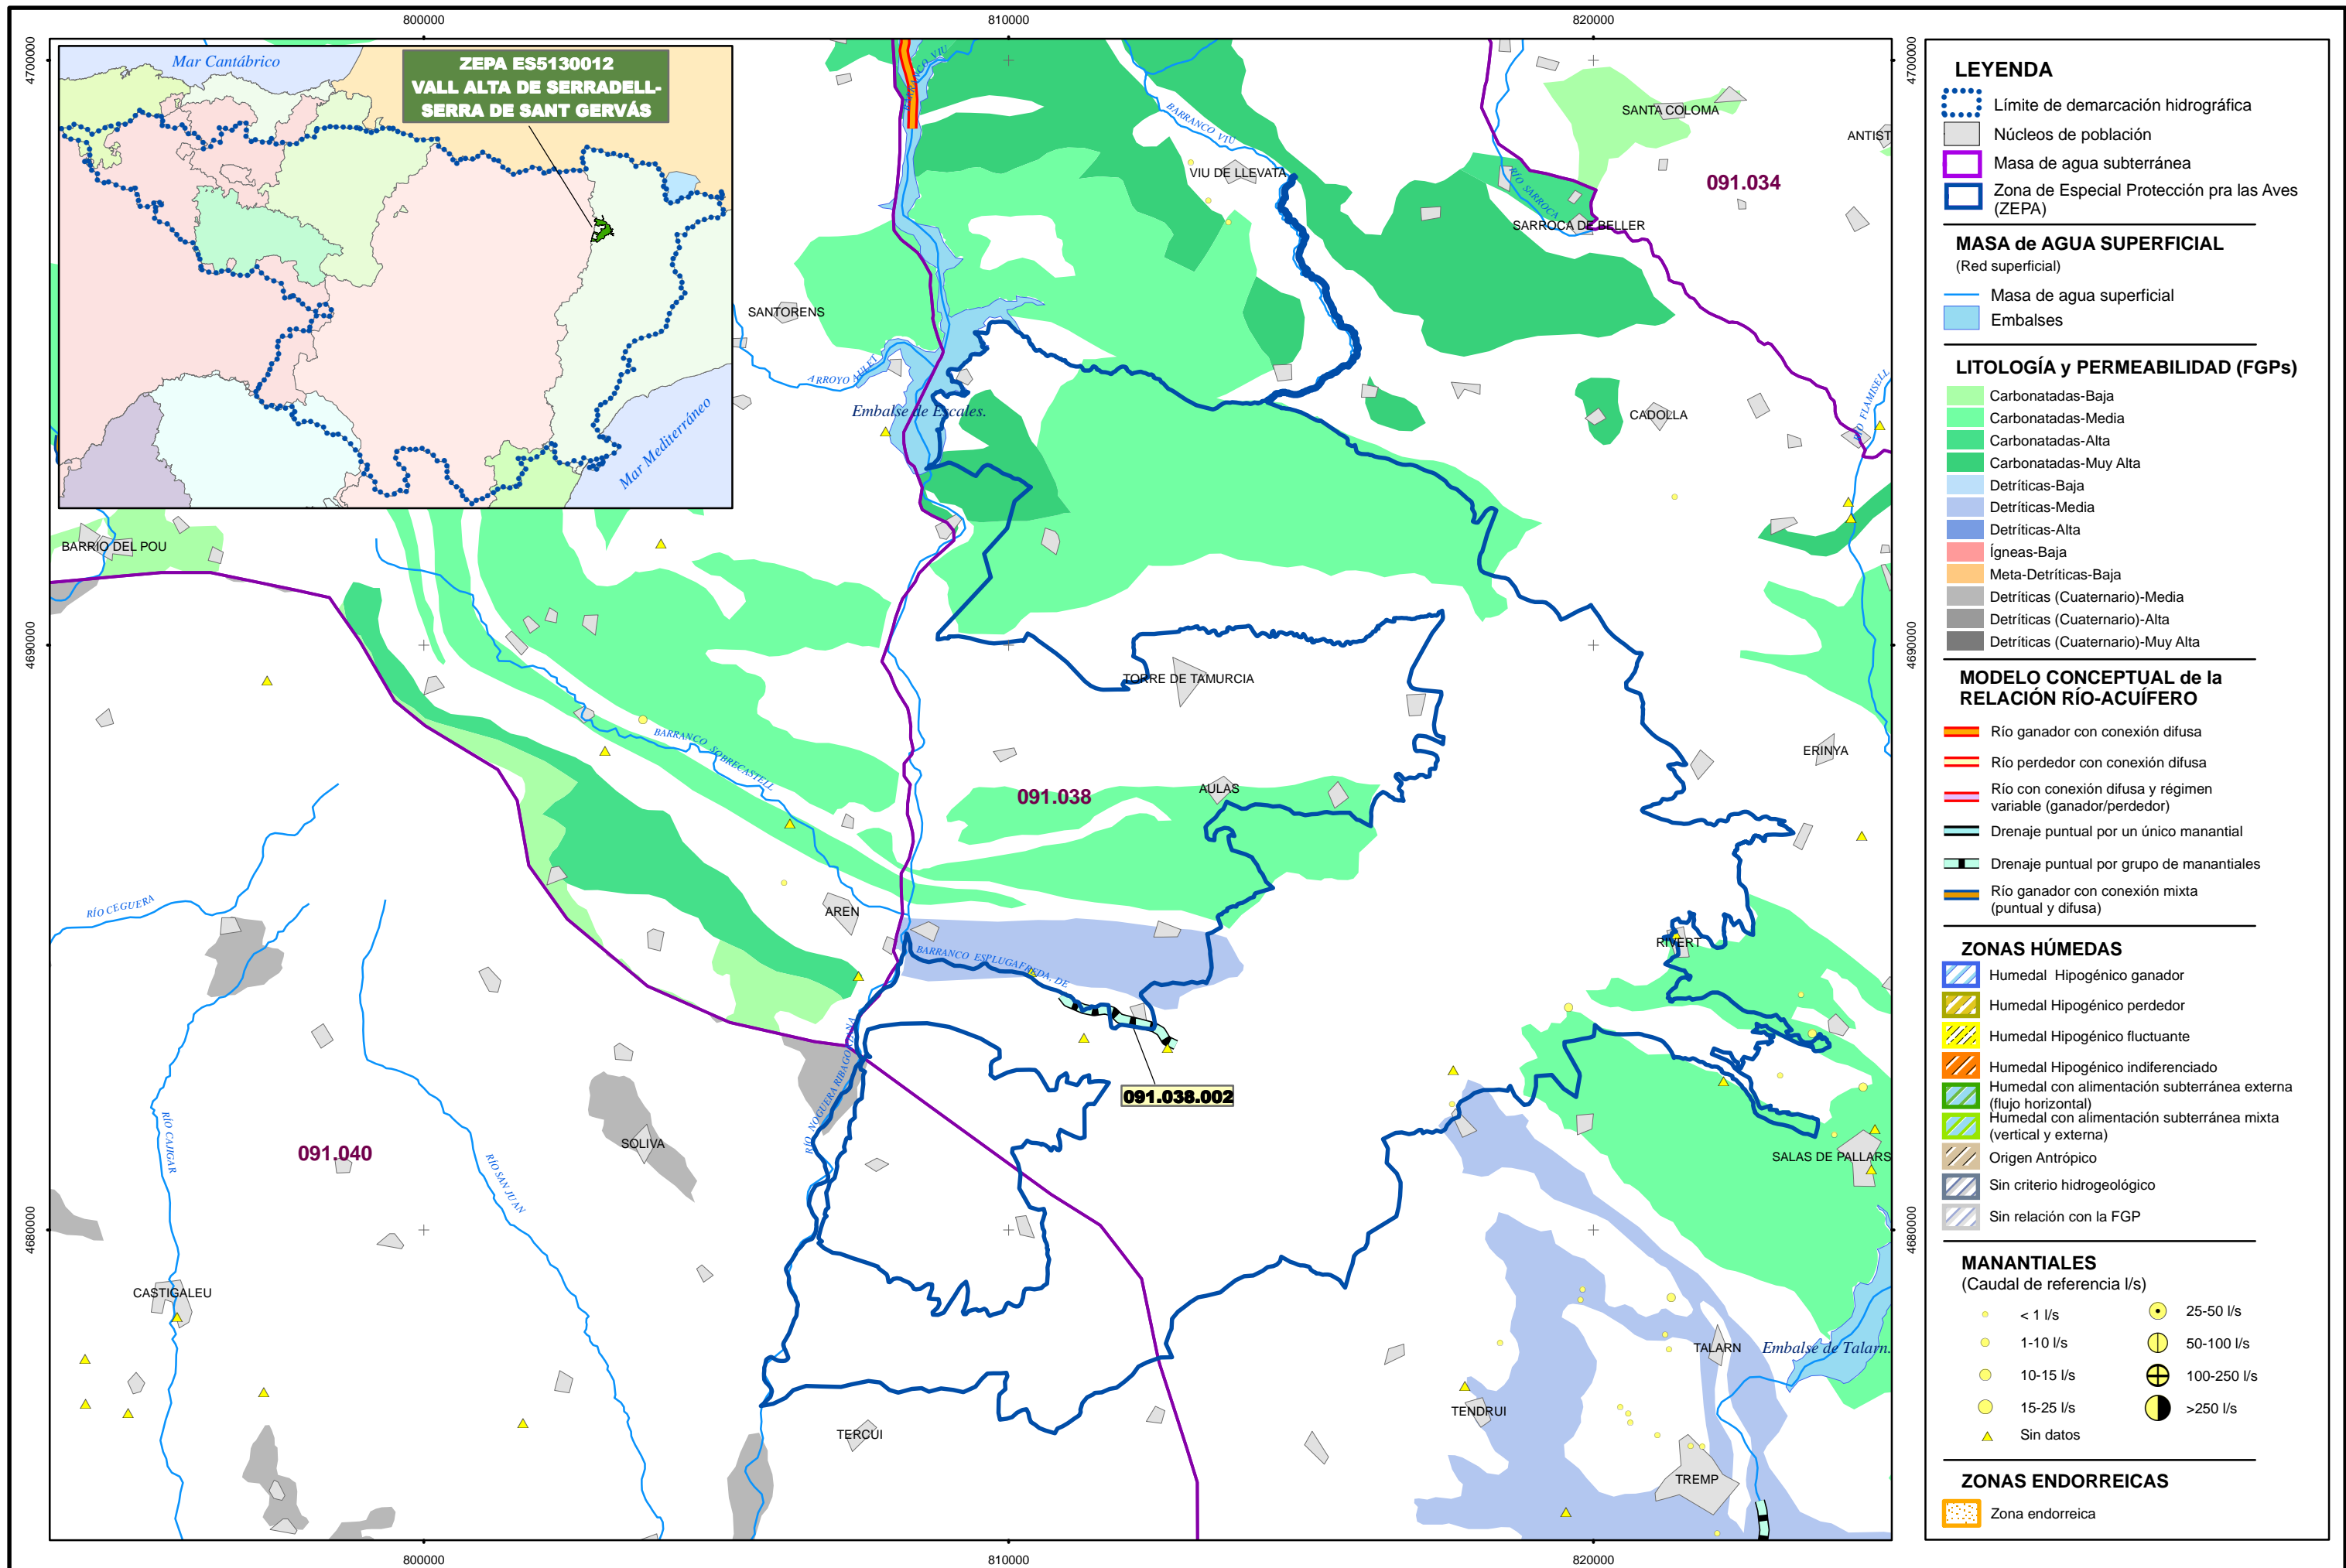 800000
810000
820000
4700000
4690000
4680000
4700000
4690000
4680000
800000
810000
820000
Mar Cantábrico
ZEPA ES5130012
VALL ALTA DE SERRADELL-
SERRA DE SANT GERVÁS
Mar Mediterráneo
BARRANCO VIU
BARRANCO VIU
VIU DE LLEVATA
SANTA COLOMA
ANTIST
091.034
RÍO SARROCA
SARROCA DE BELLER
SANTORENS
ARROYO AULET
Embalse de Escales.
CADOLLA
RÍO FLAMISELL
BARRIO DEL POU
TORRE DE TAMURCIA
BARRANCO SOBRECASTELL
ERINYA
091.038
AULAS
RÍO CEGUERA
AREN
BARRANCO ESPLUGAFREDA, DE
RIVERT
RÍO NOGUERA RIBAGORZANA
091.038.002
RÍO CAJIGAR
091.040
SOLIVA
RÍO SAN JUAN
SALAS DE PALLARS
CASTIGALEU
TALARN
Embalse de Talarn.
TENDRUI
TERCUI
TREMP
LEYENDA
Límite de demarcación hidrográfica
Núcleos de población
Masa de agua subterránea
Zona de Especial Protección pra las Aves
(ZEPA)
MASA de AGUA SUPERFICIAL
(Red superficial)
Masa de agua superficial
Embalses
LITOLOGÍA y PERMEABILIDAD (FGPs)
Carbonatadas-Baja
Carbonatadas-Media
Carbonatadas-Alta
Carbonatadas-Muy Alta
Detríticas-Baja
Detríticas-Media
Detríticas-Alta
Ígneas-Baja
Meta-Detríticas-Baja
Detríticas (Cuaternario)-Media
Detríticas (Cuaternario)-Alta
Detríticas (Cuaternario)-Muy Alta
MODELO CONCEPTUAL de la
RELACIÓN RÍO-ACUÍFERO
Río ganador con conexión difusa
Río perdedor con conexión difusa
Río con conexión difusa y régimen
variable (ganador/perdedor)
Drenaje puntual por un único manantial
Drenaje puntual por grupo de manantiales
Río ganador con conexión mixta
(puntual y difusa)
ZONAS HÚMEDAS
Humedal Hipogénico ganador
Humedal Hipogénico perdedor
Humedal Hipogénico fluctuante
Humedal Hipogénico indiferenciado
Humedal con alimentación subterránea externa
(flujo horizontal)
Humedal con alimentación subterránea mixta
(vertical y externa)
Origen Antrópico
Sin criterio hidrogeológico
Sin relación con la FGP
MANANTIALES
(Caudal de referencia l/s)
< 1 l/s
1-10 l/s
10-15 l/s
15-25 l/s
Sin datos
25-50 l/s
50-100 l/s
100-250 l/s
>250 l/s
ZONAS ENDORREICAS
Zona endorreica